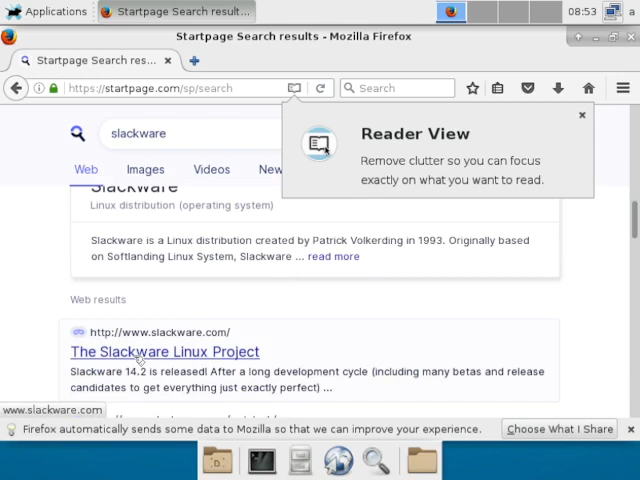 Applications
Startpage Search result...
08:53
a
Startpage Search results - Mozilla Firefox
Startpage Search res...
https://startpage.com/sp/search
Search
slackware
Reader View
Remove clutter so you can focus
exactly on what you want to read.
Web
Images
Videos
Slackware
Linux distribution (operating system)
Slackware is a Linux distribution created by Patrick Volkerding in 1993. Originally based
on Softlanding Linux System, Slackware ... read more
Web results
http://www.slackware.com/
The Slackware Linux Project
Slackware 14.2 is released! After a long development cycle (including many betas and release
candidates to get everything just exactly perfect) ...
www.slackware.com
Firefox automatically sends some data to Mozilla so that we can improve your experience.
Choose What I Share